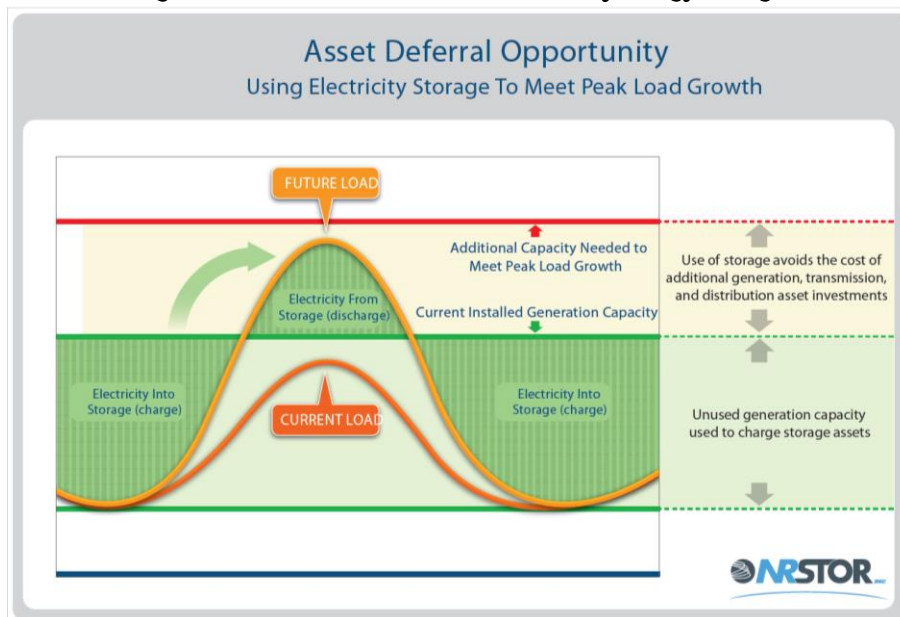 Asset Deferral Opportunity
Using Electricity Storage To Meet Peak Load Growth
FUTURE LOAD
Additional Capacity Needed to
Meet Peak Load Growth
Use of storage avoids the cost of
additional generation, transmission,
and distribution asset investments
Electricity From
Storage (discharge)
Current Installed Generation Capacity
Electricity Into
Storage (charge)
CURRENT LOAD
Electricity Into
Storage (charge)
Unused generation capacity
used to charge storage assets
NRSTOR